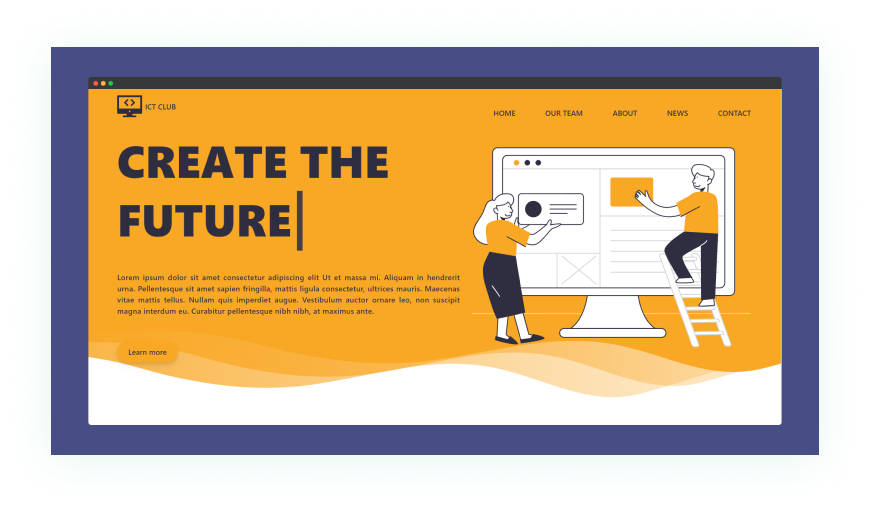 ICT CLUB
HOME OUR TEAM ABOUT NEWS CONTACT
CREATE THE
FUTURE
Lorem ipsum dolor sit amet consectetur adipiscing elit Ut et massa mi. Aliquam in hendrerit
urna. Pellentesque sit amet sapien fringilla, mattis ligula consectetur, ultrices mauris. Maecenas
vitae mattis tellus. Nullam quis imperdiet augue. Vestibulum auctor ornare leo, non suscipit
magna interdum eu. Curabitur pellentesque nibh nibh, at maximus ante.
Learn more